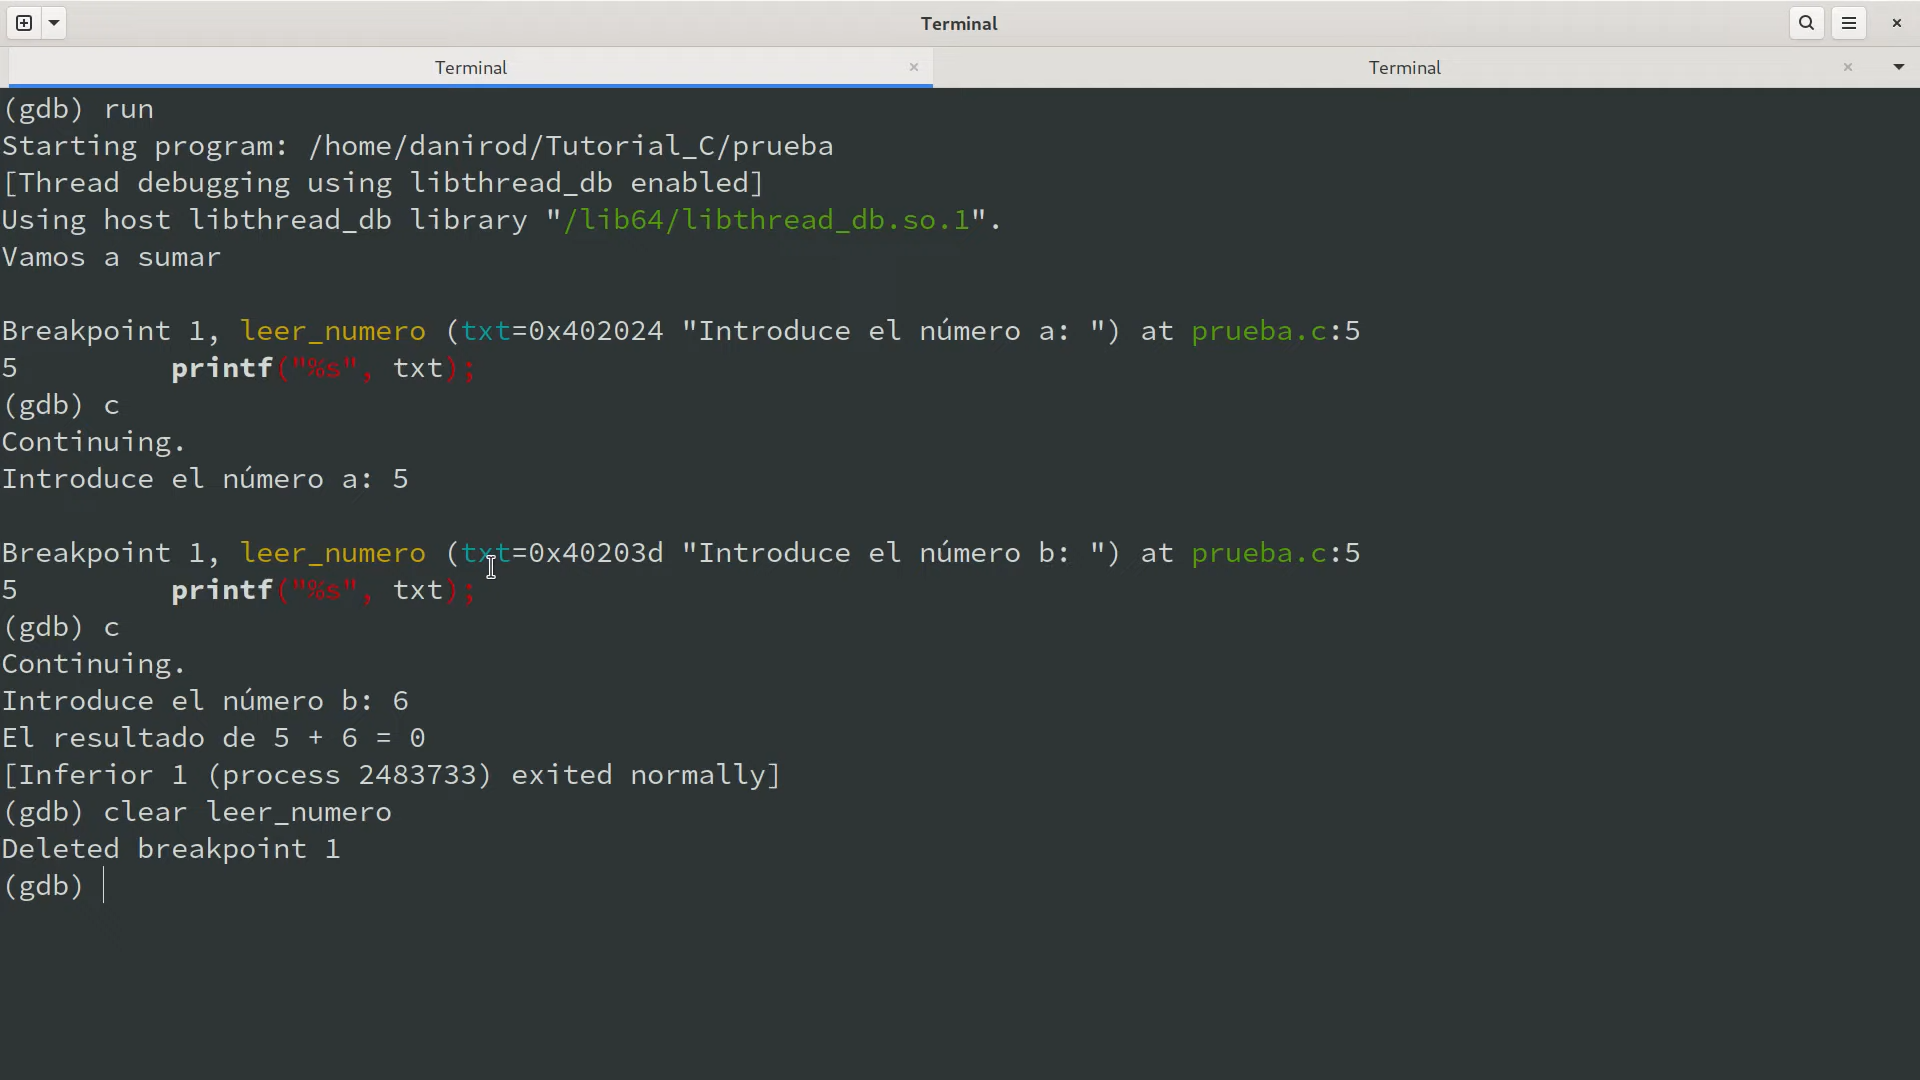 Terminal
Terminal
Terminal
(gdb) run
Starting program: /home/danirod/Tutorial_C/prueba
[Thread debugging using libthread_db enabled]
Using host libthread_db library "/lib64/libthread_db.so.1".
Vamos a sumar
Breakpoint 1, leer_numero (txt=0x402024 "Introduce el número a: ") at prueba.c:5
5 printf("%s", txt);
(gdb) c
Continuing.
Introduce el número a: 5
Breakpoint 1, leer_numero (txt=0x40203d "Introduce el número b: ") at prueba.c:5
5 printf("%s", txt);
(gdb) c
Continuing.
Introduce el número b: 6
El resultado de 5 + 6 = 0
[Inferior 1 (process 2483733) exited normally]
(gdb) clear leer_numero
Deleted breakpoint 1
(gdb)